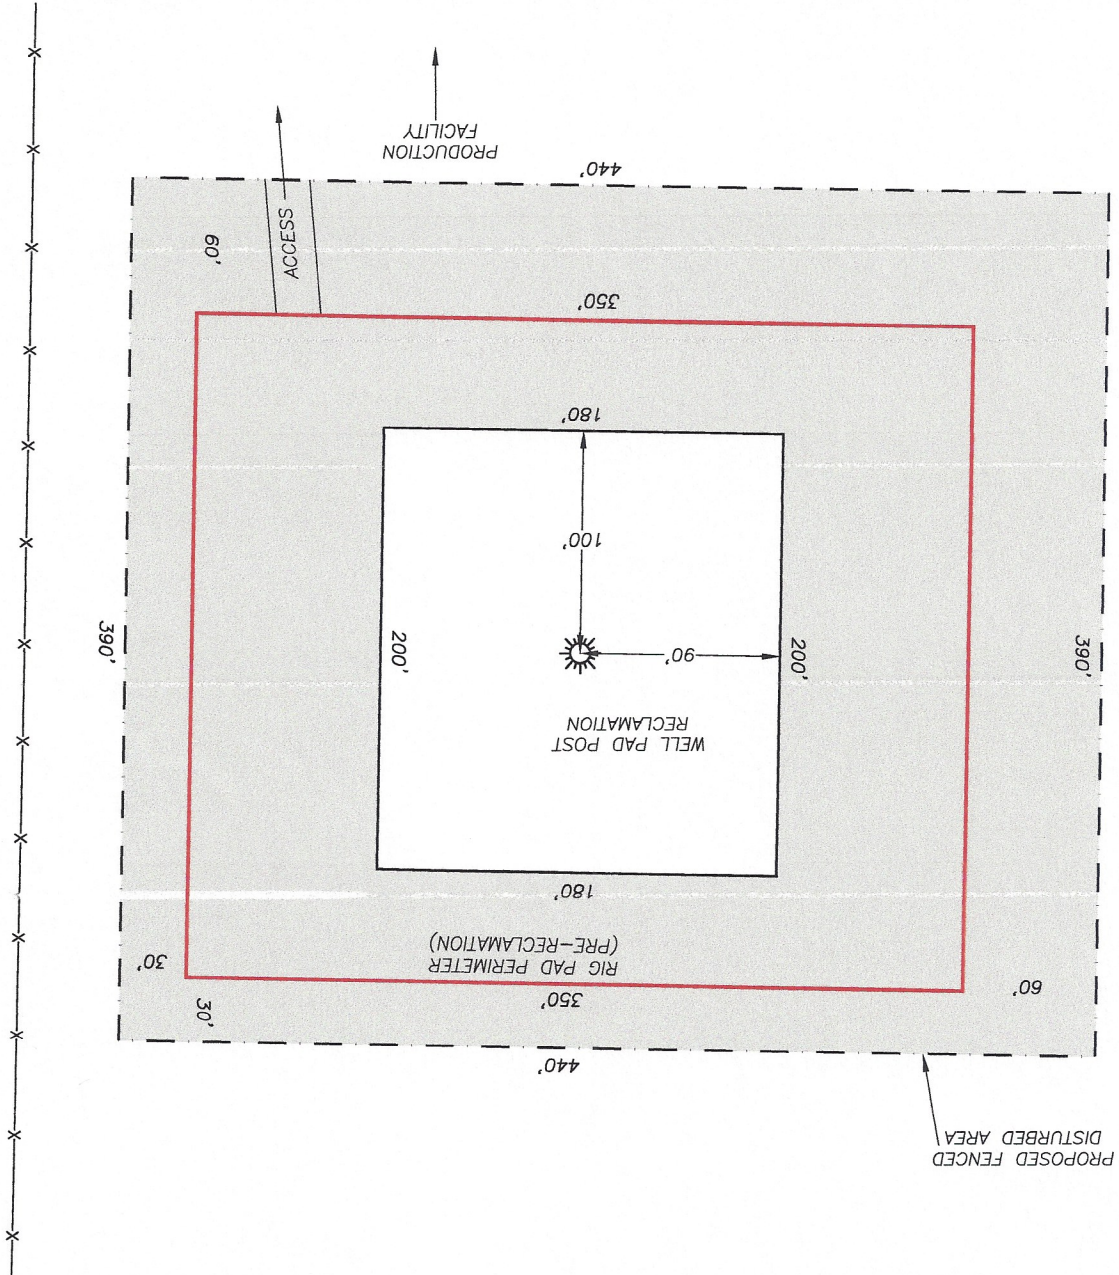 PROPOSED FENCED
DISTURBED AREA
440'
30'
60'
350'
30'
RIG PAD PERIMETER
(PRE-RECLAMATION)
180'
WELL PAD POST
RECLAMATION
390'
200'
90'
200'
390'
100'
180'
350'
60'
ACCESS
440'
PRODUCTION
FACILITY